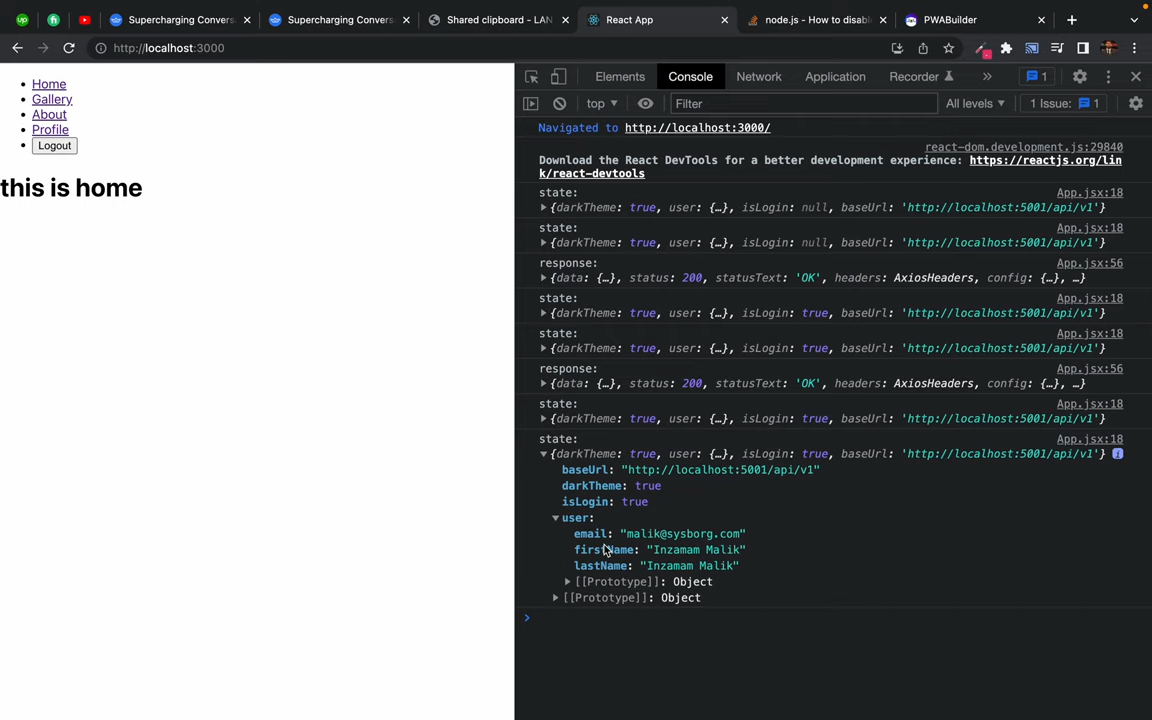 Supercharging Convers
Supercharging Convers
Shared clipboard - LAN
React App
node.js - How to disabl
PWABuilder
http://localhost:3000
Home
Gallery
About
Profile
Logout
this is home
Elements
Console
Network
Application
Recorder
1
top
Filter
All levels
1 Issue:
1
Navigated to http://localhost:3000/
react-dom.development.js:29840
Download the React DevTools for a better development experience: https://reactjs.org/lin
k/react-devtools
state:
App.jsx:18
{darkTheme: true, user: {…}, isLogin: null, baseUrl: 'http://localhost:5001/api/v1'}
state:
App.jsx:18
{darkTheme: true, user: {…}, isLogin: null, baseUrl: 'http://localhost:5001/api/v1'}
response:
App.jsx:56
{data: {…}, status: 200, statusText: 'OK', headers: AxiosHeaders, config: {…}, …}
state:
App.jsx:18
{darkTheme: true, user: {…}, isLogin: true, baseUrl: 'http://localhost:5001/api/v1'}
state:
App.jsx:18
{darkTheme: true, user: {…}, isLogin: true, baseUrl: 'http://localhost:5001/api/v1'}
response:
App.jsx:56
{data: {…}, status: 200, statusText: 'OK', headers: AxiosHeaders, config: {…}, …}
state:
App.jsx:18
{darkTheme: true, user: {…}, isLogin: true, baseUrl: 'http://localhost:5001/api/v1'}
state:
App.jsx:18
{darkTheme: true, user: {…}, isLogin: true, baseUrl: 'http://localhost:5001/api/v1'}
baseUrl: "http://localhost:5001/api/v1"
darkTheme: true
isLogin: true
user:
email: "malik@sysborg.com"
firstName: "Inzamam Malik"
lastName: "Inzamam Malik"
[[Prototype]]: Object
[[Prototype]]: Object